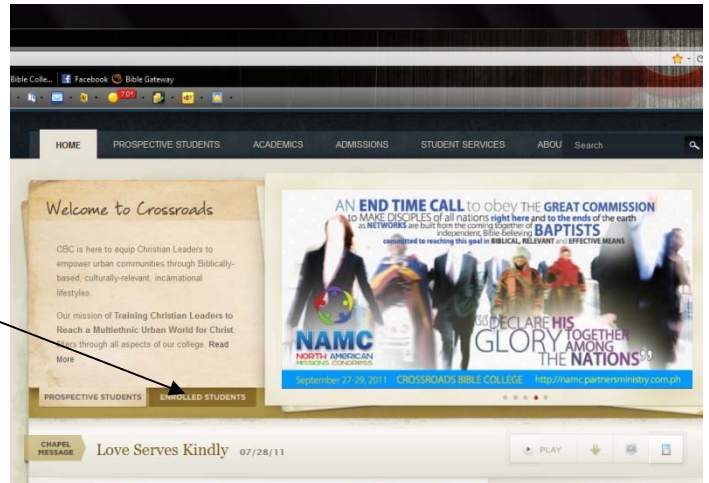 Bible Colle... Facebook Bible Gateway
HOME PROSPECTIVE STUDENTS ACADEMICS ADMISSIONS STUDENT SERVICES ABOU Search
Welcome to Crossroads
CBC is here to equip Christian Leaders to
empower urban communities through Biblically-
based, culturally-relevant, incarnational
lifestyles.
Our mission of Training Christian Leaders to
Reach a Multiethnic Urban World for Christ,
filters through all aspects of our college. Read
More
PROSPECTIVE STUDENTS ENROLLED STUDENTS
AN END TIME CALL to obey THE GREAT COMMISSION
to MAKE DISCIPLES of all nations right here and to the ends of the earth
as NETWORKS are built from the coming together of
independent, Bible-believing BAPTISTS
committed to reaching this goal in BIBLICAL, RELEVANT and EFFECTIVE MEANS
NAMC
NORTH AMERICAN
MISSIONS CONGRESS
DECLARE HIS
GLORY TOGETHER
AMONG
THE NATIONS
September 27-29, 2011 CROSSROADS BIBLE COLLEGE http://namc.partnersministry.com.ph
CHAPEL
MESSAGE
Love Serves Kindly 07/28/11
PLAY